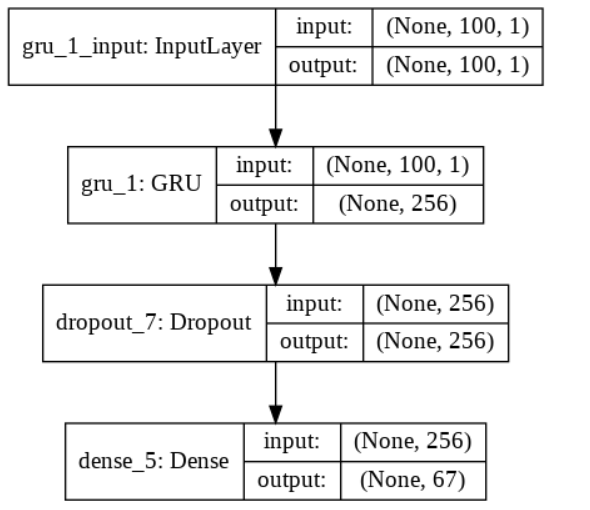 gru_1_input: InputLayer
input: (None, 100, 1)
output: (None, 100, 1)
gru_1: GRU
input: (None, 100, 1)
output: (None, 256)
dropout_7: Dropout
input: (None, 256)
output: (None, 256)
dense_5: Dense
input: (None, 256)
output: (None, 67)